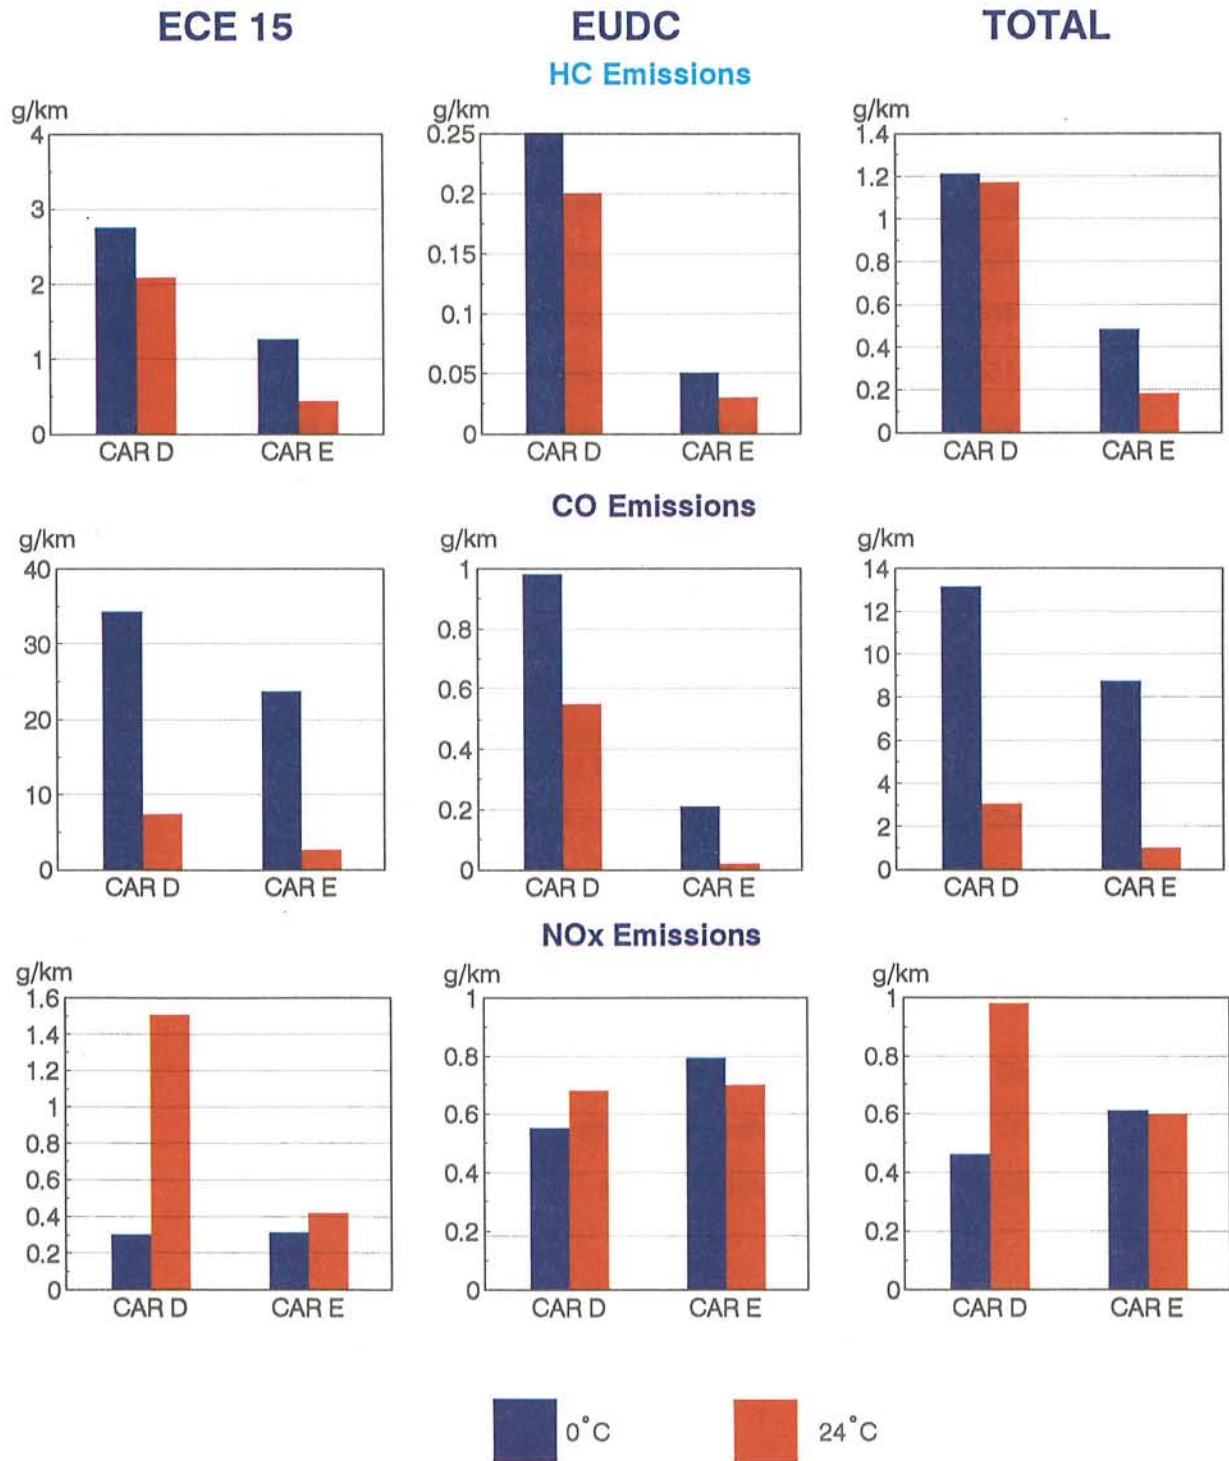 ECE 15 EUDC TOTAL
HC Emissions
g/km g/km g/km
4 0.25 1.4
3 0.2 1.2
2 0.15 1
1 0.1 0.8
0 0.05 0.6
0 0.4
0.2
0
CAR D CAR E CAR D CAR E CAR D CAR E
CO Emissions
g/km g/km g/km
40 1 14
30 0.8 12
20 0.6 10
10 0.4 8
0 0.2 6
0 4
2
0
CAR D CAR E CAR D CAR E CAR D CAR E
NOx Emissions
g/km g/km g/km
1.6 1 1
1.4 0.8 0.8
1.2 0.6 0.6
1 0.4 0.4
0.8 0.2 0.2
0.6 0 0
0.4
0.2
0
CAR D CAR E CAR D CAR E CAR D CAR E
0°C 24°C